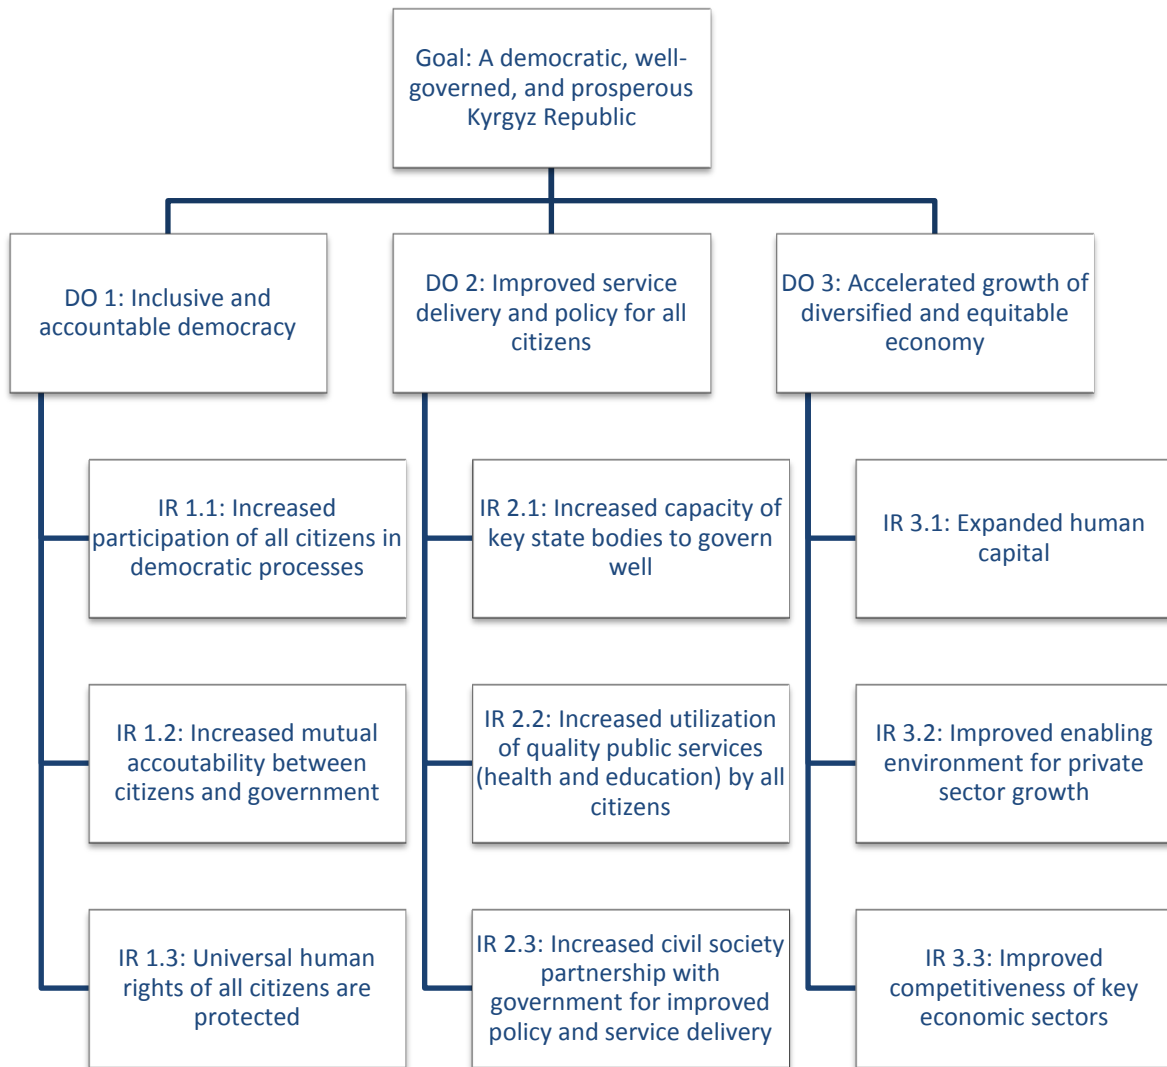 Goal: A democratic, well-
governed, and prosperous
Kyrgyz Republic
DO 1: Inclusive and
accountable democracy
IR 1.1: Increased
participation of all citizens in
democratic processes
IR 1.2: Increased mutual
accoutability between
citizens and government
IR 1.3: Universal human
rights of all citizens are
protected
DO 2: Improved service
delivery and policy for all
citizens
IR 2.1: Increased capacity of
key state bodies to govern
well
IR 2.2: Increased utilization
of quality public services
(health and education) by all
citizens
IR 2.3: Increased civil society
partnership with
government for improved
policy and service delivery
DO 3: Accelerated growth of
diversified and equitable
economy
IR 3.1: Expanded human
capital
IR 3.2: Improved enabling
environment for private
sector growth
IR 3.3: Improved
competitiveness of key
economic sectors